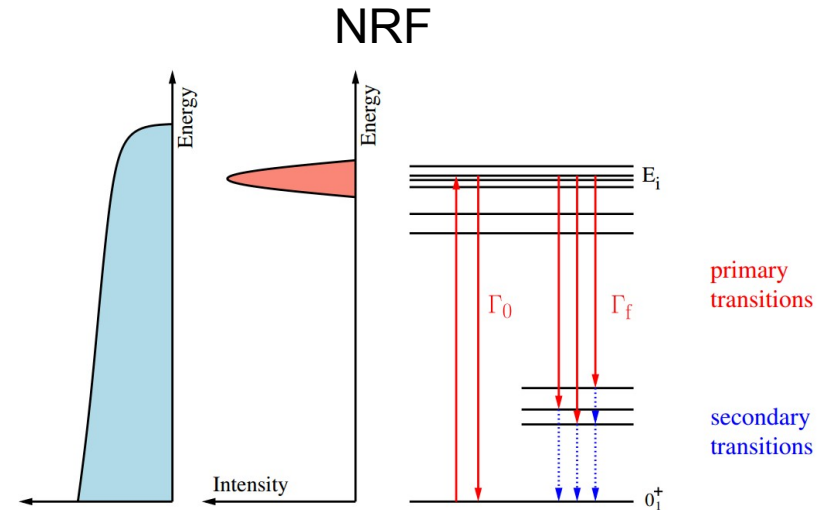 NRF
Energy
Energy
Intensity
E_i
Γ_0
Γ_f
primary
transitions
secondary
transitions
0_1^+